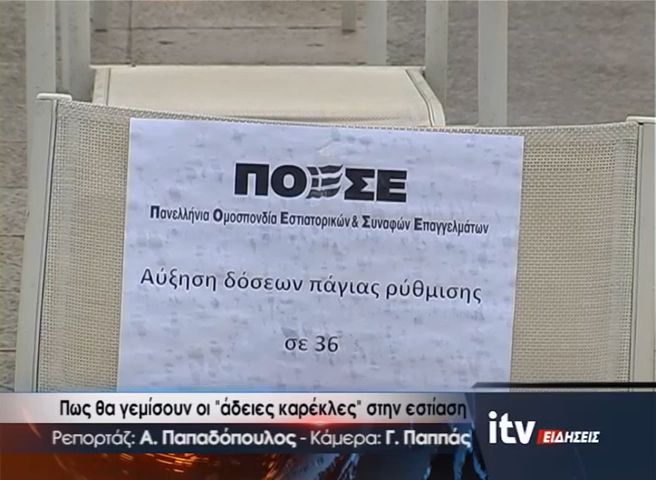 ΠΟΕΣΕ
Πανελλήνια Ομοσπονδία Εστιατορικών & Συναφών Επαγγελμάτων
Αύξηση δόσεων πάγιας ρύθμισης
σε 36
Πως θα γεμίσουν οι "άδειες καρέκλες" στην εστίαση
Ρεπορτάζ: Α. Παπαδόπουλος - Κάμερα: Γ. Παππάς
itv ΕΙΔΗΣΕΙΣ